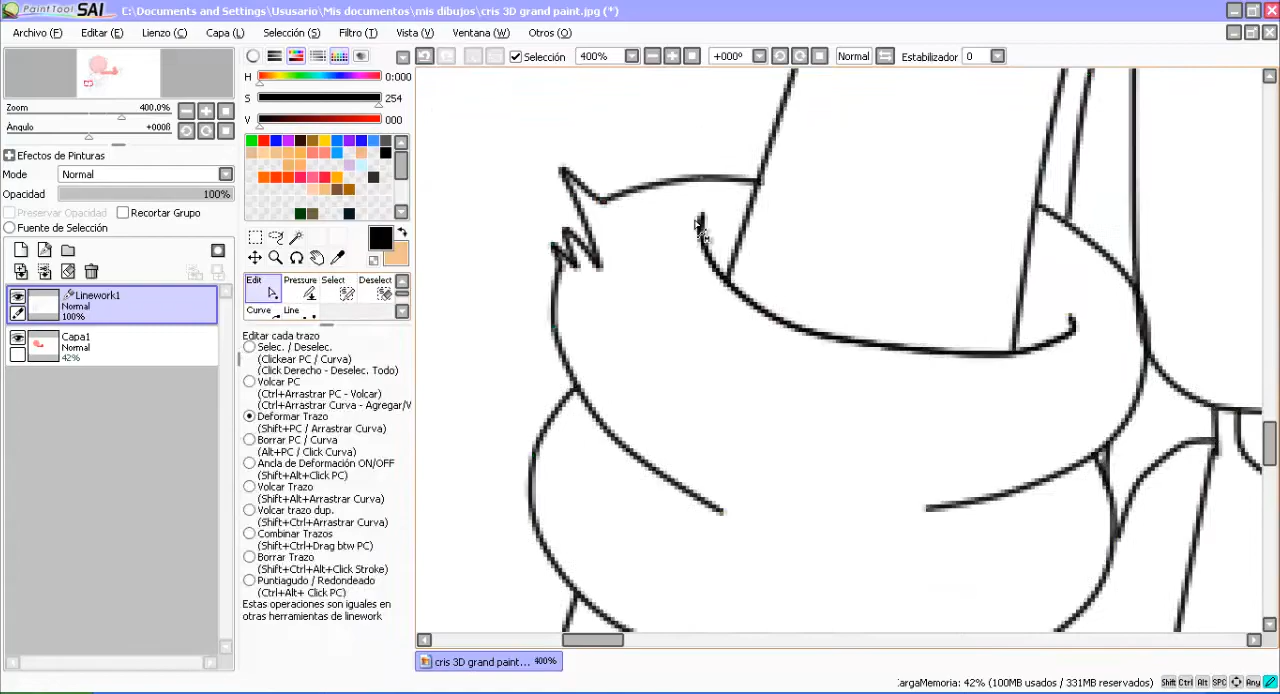 PaintTool SAI C:\Documents and Settings\Ususario\Mis documentos\mis dibujos\cris 3D grand paint.jpg (*)
Archivo (F) Editar (E) Lienzo (C) Capa (L) Selección (S) Filtro (T) Vista (V) Ventana (W) Otros (O)
Selección 400% +000º Normal Estabilizador 0
Zoom 400.0%
Ángulo +000ß
Efectos de Pinturas
Modo Normal
Opacidad 100%
Preservar Opacidad Recortar Grupo
Fuente de Selección
Linework1
Normal
100%
Capa1
Normal
42%
H 0:000
S 254
V 000
Edit Pressure Select Deselect
Curve Line
Editar cada trazo
Selec. / Deselec.
(Clickear PC / Curva)
(Click Derecho - Deselec. Todo)
Volcar PC
(Ctrl+Arrastrar PC - Volcar)
(Ctrl+Arrastrar Curva - Agregar/V
Deformar Trazo
(Shift+PC / Arrastrar Curva)
Borrar PC / Curva
(Alt+PC / Click Curva)
Ancla de Deformación ON/OFF
(Shift+Alt+Click PC)
Volcar Trazo
(Shift+Alt+Arrastrar Curva)
Volcar trazo dup.
(Shift+Ctrl+Arrastrar Curva)
Combinar Trazos
(Shift+Ctrl+Drag btw PC)
Borrar Trazo
(Shift+Ctrl+Alt+Click Stroke)
Puntiagudo / Redondeado
(Ctrl+Alt+ Click PC)
Estas operaciones son iguales en
otras herramientas de linework
cris 3D grand paint... 400%
:argaMemoria: 42% (100MB usados / 331MB reservados) Shift Ctrl Alt SPC Any